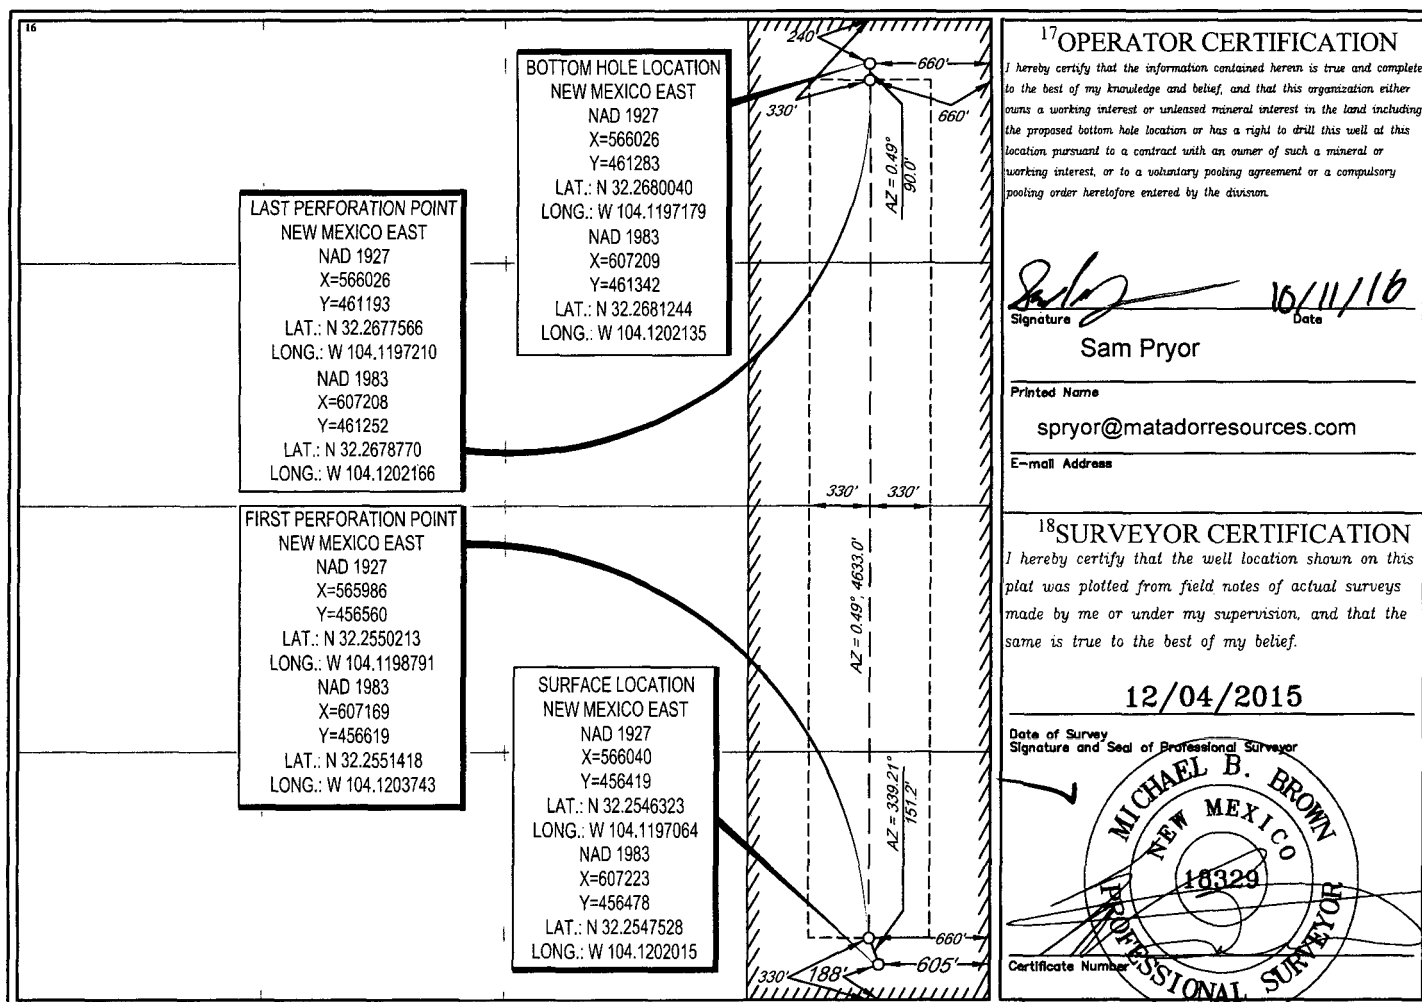 16
BOTTOM HOLE LOCATION
NEW MEXICO EAST
NAD 1927
X=566026
Y=461283
LAT.: N 32.2680040
LONG.: W 104.1197179
NAD 1983
X=607209
Y=461342
LAT.: N 32.2681244
LONG.: W 104.1202135
LAST PERFORATION POINT
NEW MEXICO EAST
NAD 1927
X=566026
Y=461193
LAT.: N 32.2677566
LONG.: W 104.1197210
NAD 1983
X=607208
Y=461252
LAT.: N 32.2678770
LONG.: W 104.1202166
FIRST PERFORATION POINT
NEW MEXICO EAST
NAD 1927
X=565986
Y=456560
LAT.: N 32.2550213
LONG.: W 104.1198791
NAD 1983
X=607169
Y=456619
LAT.: N 32.2551418
LONG.: W 104.1203743
SURFACE LOCATION
NEW MEXICO EAST
NAD 1927
X=566040
Y=456419
LAT.: N 32.2546323
LONG.: W 104.1197064
NAD 1983
X=607223
Y=456478
LAT.: N 32.2547528
LONG.: W 104.1202015
240'
660'
330'
660'
AZ = 0.49°
90.0'
330'
330'
AZ = 0.49°, 4633.0'
AZ = 339.21°
151.2'
660'
330'
188'
605'
17OPERATOR CERTIFICATION
I hereby certify that the information contained herein is true and complete
to the best of my knowledge and belief, and that this organization either
owns a working interest or unleased mineral interest in the land including
the proposed bottom hole location or has a right to drill this well at this
location pursuant to a contract with an owner of such a mineral or
working interest, or to a voluntary pooling agreement or a compulsory
pooling order heretofore entered by the division.
10/11/16
Signature
Date
Sam Pryor
Printed Name
spryor@matadorresources.com
E-mail Address
18SURVEYOR CERTIFICATION
I hereby certify that the well location shown on this
plat was plotted from field notes of actual surveys
made by me or under my supervision, and that the
same is true to the best of my belief.
12/04/2015
Date of Survey
Signature and Seal of Professional Surveyor
MICHAEL B. BROWN
NEW MEXICO
18329
PROFESSIONAL SURVEYOR
Certificate Number